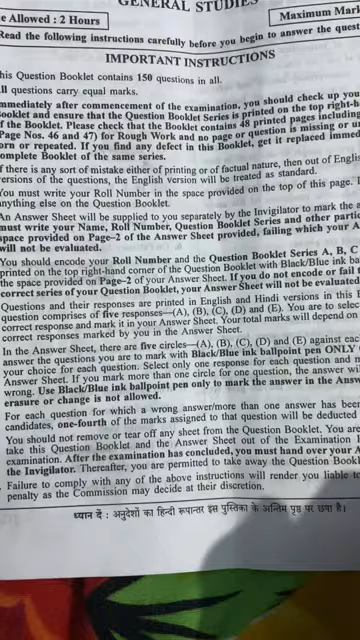 GENERAL STUDIES
e Allowed : 2 Hours
Maximum Mark
Read the following instructions carefully before you begin to answer the quest
IMPORTANT INSTRUCTIONS
his Question Booklet contains 150 questions in all.
ll questions carry equal marks.
mmediately after commencement of the examination, you should check up you
ooklet and ensure that the Question Booklet Series is printed on the top right-h
f the Booklet. Please check that the Booklet contains 48 printed pages including
Page Nos. 46 and 47) for Rough Work and no page or question is missing or u
orn or repeated. If you find any defect in this Booklet, get it replaced immed
omplete Booklet of the same series.
f there is any sort of mistake either of printing or of factual nature, then out of Englis
versions of the questions, the English version will be treated as standard.
You must write your Roll Number in the space provided on the top of this page. D
anything else on the Question Booklet.
An Answer Sheet will be supplied to you separately by the Invigilator to mark the a
must write your Name, Roll Number, Question Booklet Series and other parti
space provided on Page–2 of the Answer Sheet provided, failing which your A
will not be evaluated.
You should encode your Roll Number and the Question Booklet Series A, B, C
printed on the top right-hand corner of the Question Booklet with Black/Blue ink ba
the space provided on Page–2 of your Answer Sheet. If you do not encode or fail t
correct series of your Question Booklet, your Answer Sheet will not be evaluated
Questions and their responses are printed in English and Hindi versions in this B
question comprises of five responses—(A), (B), (C), (D) and (E). You are to selec
correct response and mark it in your Answer Sheet. Your total marks will depend on
correct responses marked by you in the Answer Sheet.
In the Answer Sheet, there are five circles—(A), (B), (C), (D) and (E) against eac
answer the questions you are to mark with Black/Blue ink ballpoint pen ONLY
your choice for each question. Select only one response for each question and m
Answer Sheet. If you mark more than one circle for one question, the answer wil
wrong. Use Black/Blue ink ballpoint pen only to mark the answer in the Answ
erasure or change is not allowed.
For each question for which a wrong answer/more than one answer has been
candidates, one-fourth of the marks assigned to that question will be deducted
You should not remove or tear off any sheet from the Question Booklet. You are
take this Question Booklet and the Answer Sheet out of the Examination H
examination. After the examination has concluded, you must hand over your A
the Invigilator. Thereafter, you are permitted to take away the Question Bookl
Failure to comply with any of the above instructions will render you liable to
penalty as the Commission may decide at their discretion.
ध्यान दें : अनुदेशों का हिन्दी रूपान्तर इस पुस्तिका के अन्तिम पृष्ठ पर छपा है।